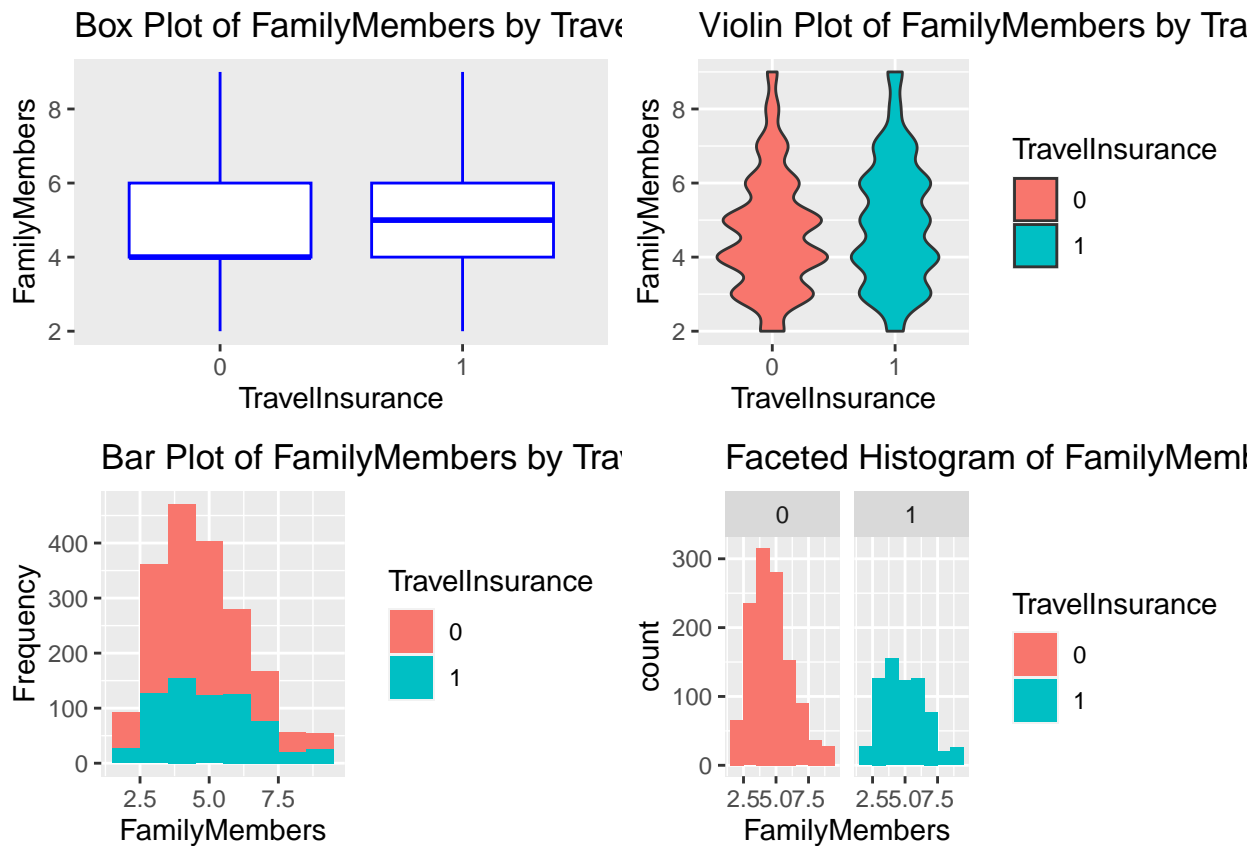 Box Plot of FamilyMembers by Trave
FamilyMembers
8
6
4
2
0
1
TravelInsurance
Violin Plot of FamilyMembers by Tra
FamilyMembers
8
6
4
2
0
1
TravelInsurance
TravelInsurance
0
1
Bar Plot of FamilyMembers by Tra
Frequency
400
300
200
100
0
2.5 5.0 7.5
FamilyMembers
TravelInsurance
0
1
Faceted Histogram of FamilyMem
0 1
count
300
200
100
0
2.55.07.5 2.55.07.5
FamilyMembers
TravelInsurance
0
1